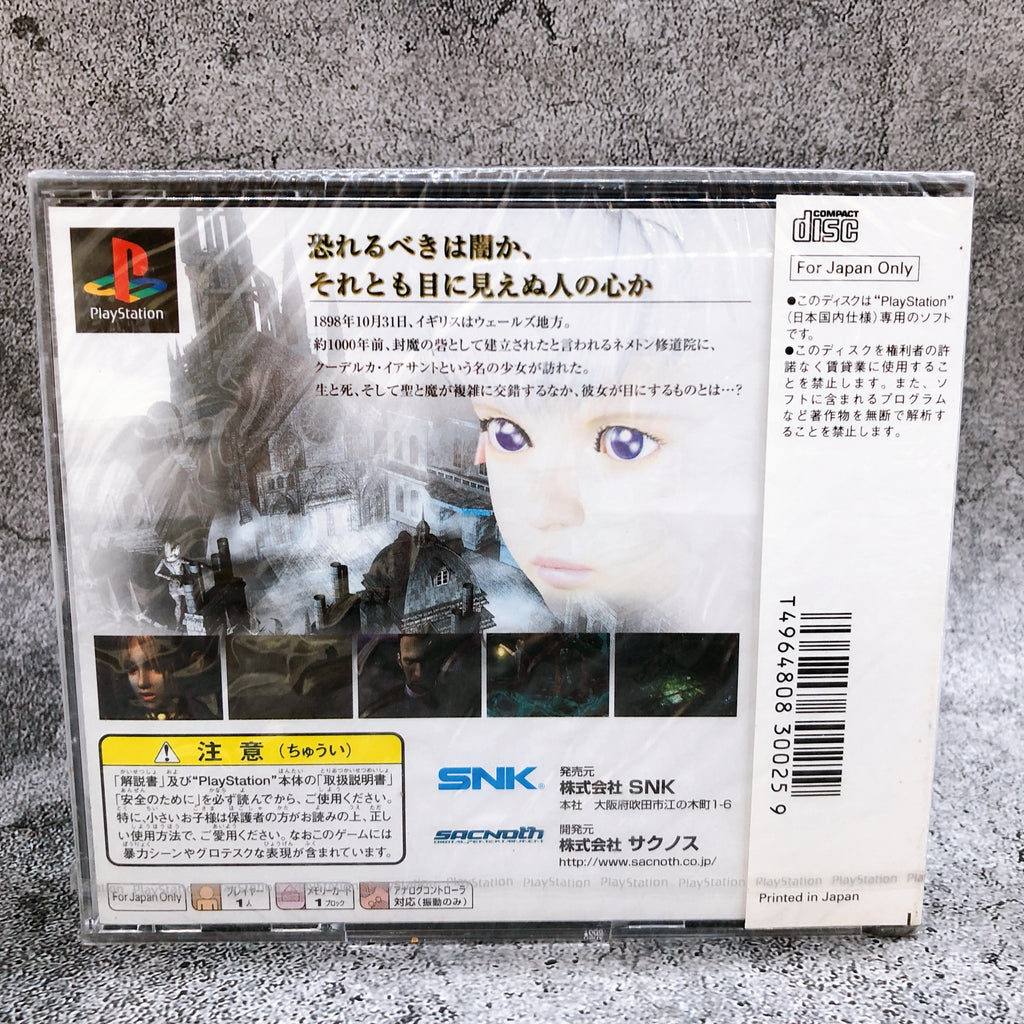 PlayStation
恐れるべきは闇か、
それとも目に見えぬ人の心か
1898年10月31日、イギリスはウェールズ地方。
約1000年前、封魔の砦として建立されたと言われるネメトン修道院に、
クーデルカ・イアサントという名の少女が訪れた。
生と死、そして聖と魔が複雑に交錯するなか、彼女が目にするものとは…?
COMPACT
disc
For Japan Only
●このディスクは"PlayStation"
(日本国内仕様)専用のソフト
です。
●このディスクを権利者の許
諾なく賃貸業に使用するこ
とを禁止します。また、ソ
フトに含まれるプログラム
など著作物を無断で解析す
ることを禁止します。
T4964808 300259
注意(ちゅうい)
「解説書」及び"PlayStation"本体の「取扱説明書」
「安全のために」を必ず読んでから、ご使用ください。
特に、小さいお子様は保護者の方がお読みの上、正し
い使用方法で、ご愛用ください。なおこのゲームには
暴力シーンやグロテスクな表現が含まれています。
SNK®
発売元
株式会社 SNK
本社 大阪府吹田市江の木町1-6
SACNOTH
DIGITAL ENTERTAINMENT
開発元
株式会社 サクノス
http://www.sacnoth.co.jp/
For Japan Only
プレイヤー
1人
メモリーカード
1ブロック
アナログコントローラ
対応(振動のみ)
PlayStation PlayStation PlayStation PlayStation PlayStation PlayStation
Printed in Japan